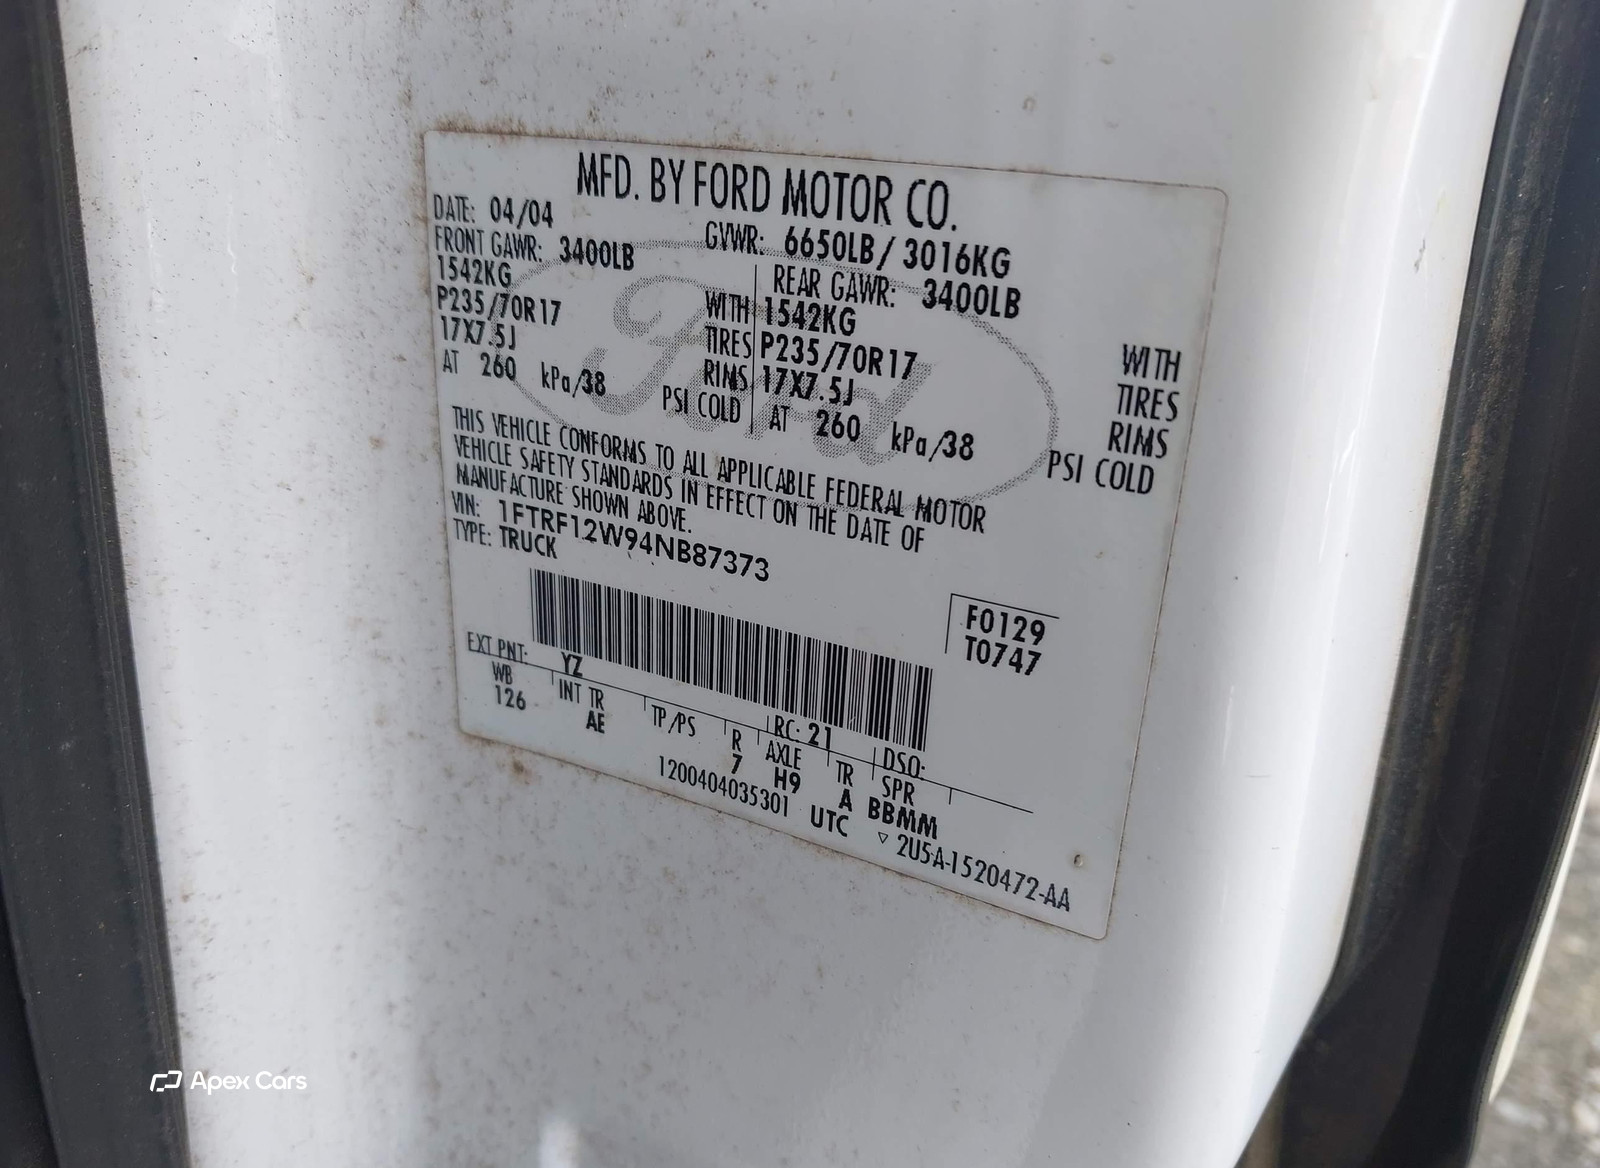 MFD. BY FORD MOTOR CO.
DATE: 04/04
GVWR: 6650LB / 3016KG
FRONT GAWR: 3400LB
1542KG WITH
P235/70R17 TIRES
17X7.5J RIMS
AT 260 kPa/38 PSI COLD
REAR GAWR: 3400LB
1542KG WITH
P235/70R17 TIRES
17X7.5J RIMS
AT 260 kPa/38 PSI COLD
Ford
THIS VEHICLE CONFORMS TO ALL APPLICABLE FEDERAL MOTOR
VEHICLE SAFETY STANDARDS IN EFFECT ON THE DATE OF
MANUFACTURE SHOWN ABOVE.
VIN: 1FTRF12W94NB87373
TYPE: TRUCK
F0129
T0747
EXT PNT: YZ RC: 21 DSO:
WB INT TR TP/PS R AXLE TR SPR
126 AE 7 H9 A BBMM
1200404035301 UTC ▽ 2U5A-1520472-AA
Apex Cars